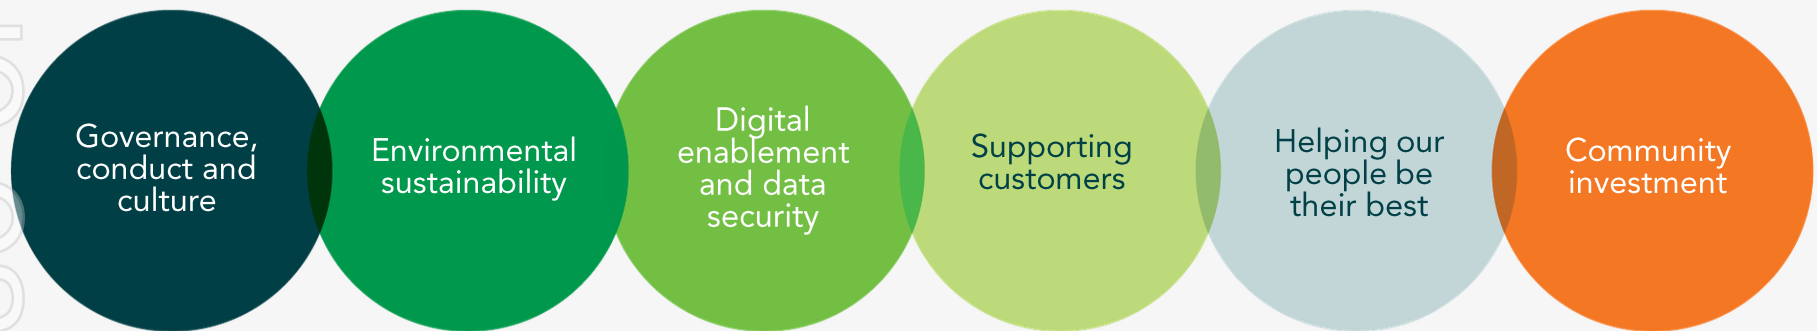 Governance,
conduct and
culture
Environmental
sustainability
Digital
enablement
and data
security
Supporting
customers
Helping our
people be
their best
Community
investment